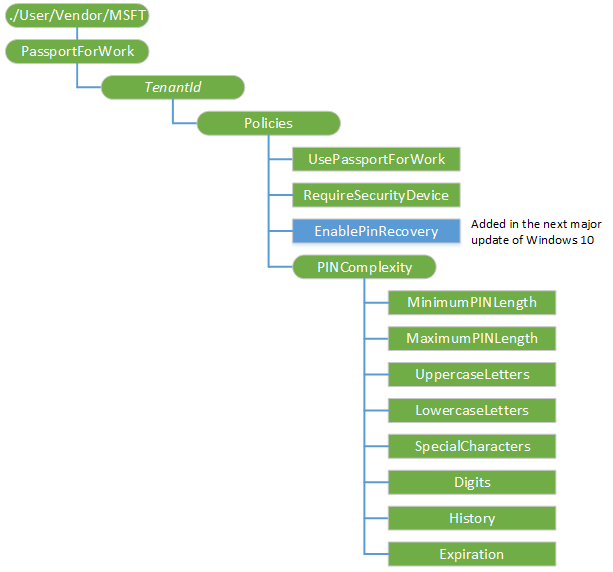 ./User/Vendor/MSFT
PassportForWork
TenantId
Policies
UsePassportForWork
RequireSecurityDevice
EnablePinRecovery
Added in the next major
update of Windows 10
PINComplexity
MinimumPINLength
MaximumPINLength
UppercaseLetters
LowercaseLetters
SpecialCharacters
Digits
History
Expiration